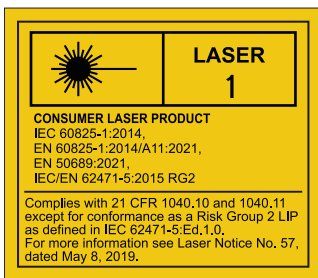 LASER
1
CONSUMER LASER PRODUCT
IEC 60825-1:2014,
EN 60825-1:2014/A11:2021,
EN 50689:2021,
IEC/EN 62471-5:2015 RG2
Complies with 21 CFR 1040.10 and 1040.11
except for conformance as a Risk Group 2 LIP
as defined in IEC 62471-5:Ed.1.0.
For more information see Laser Notice No. 57,
dated May 8, 2019.